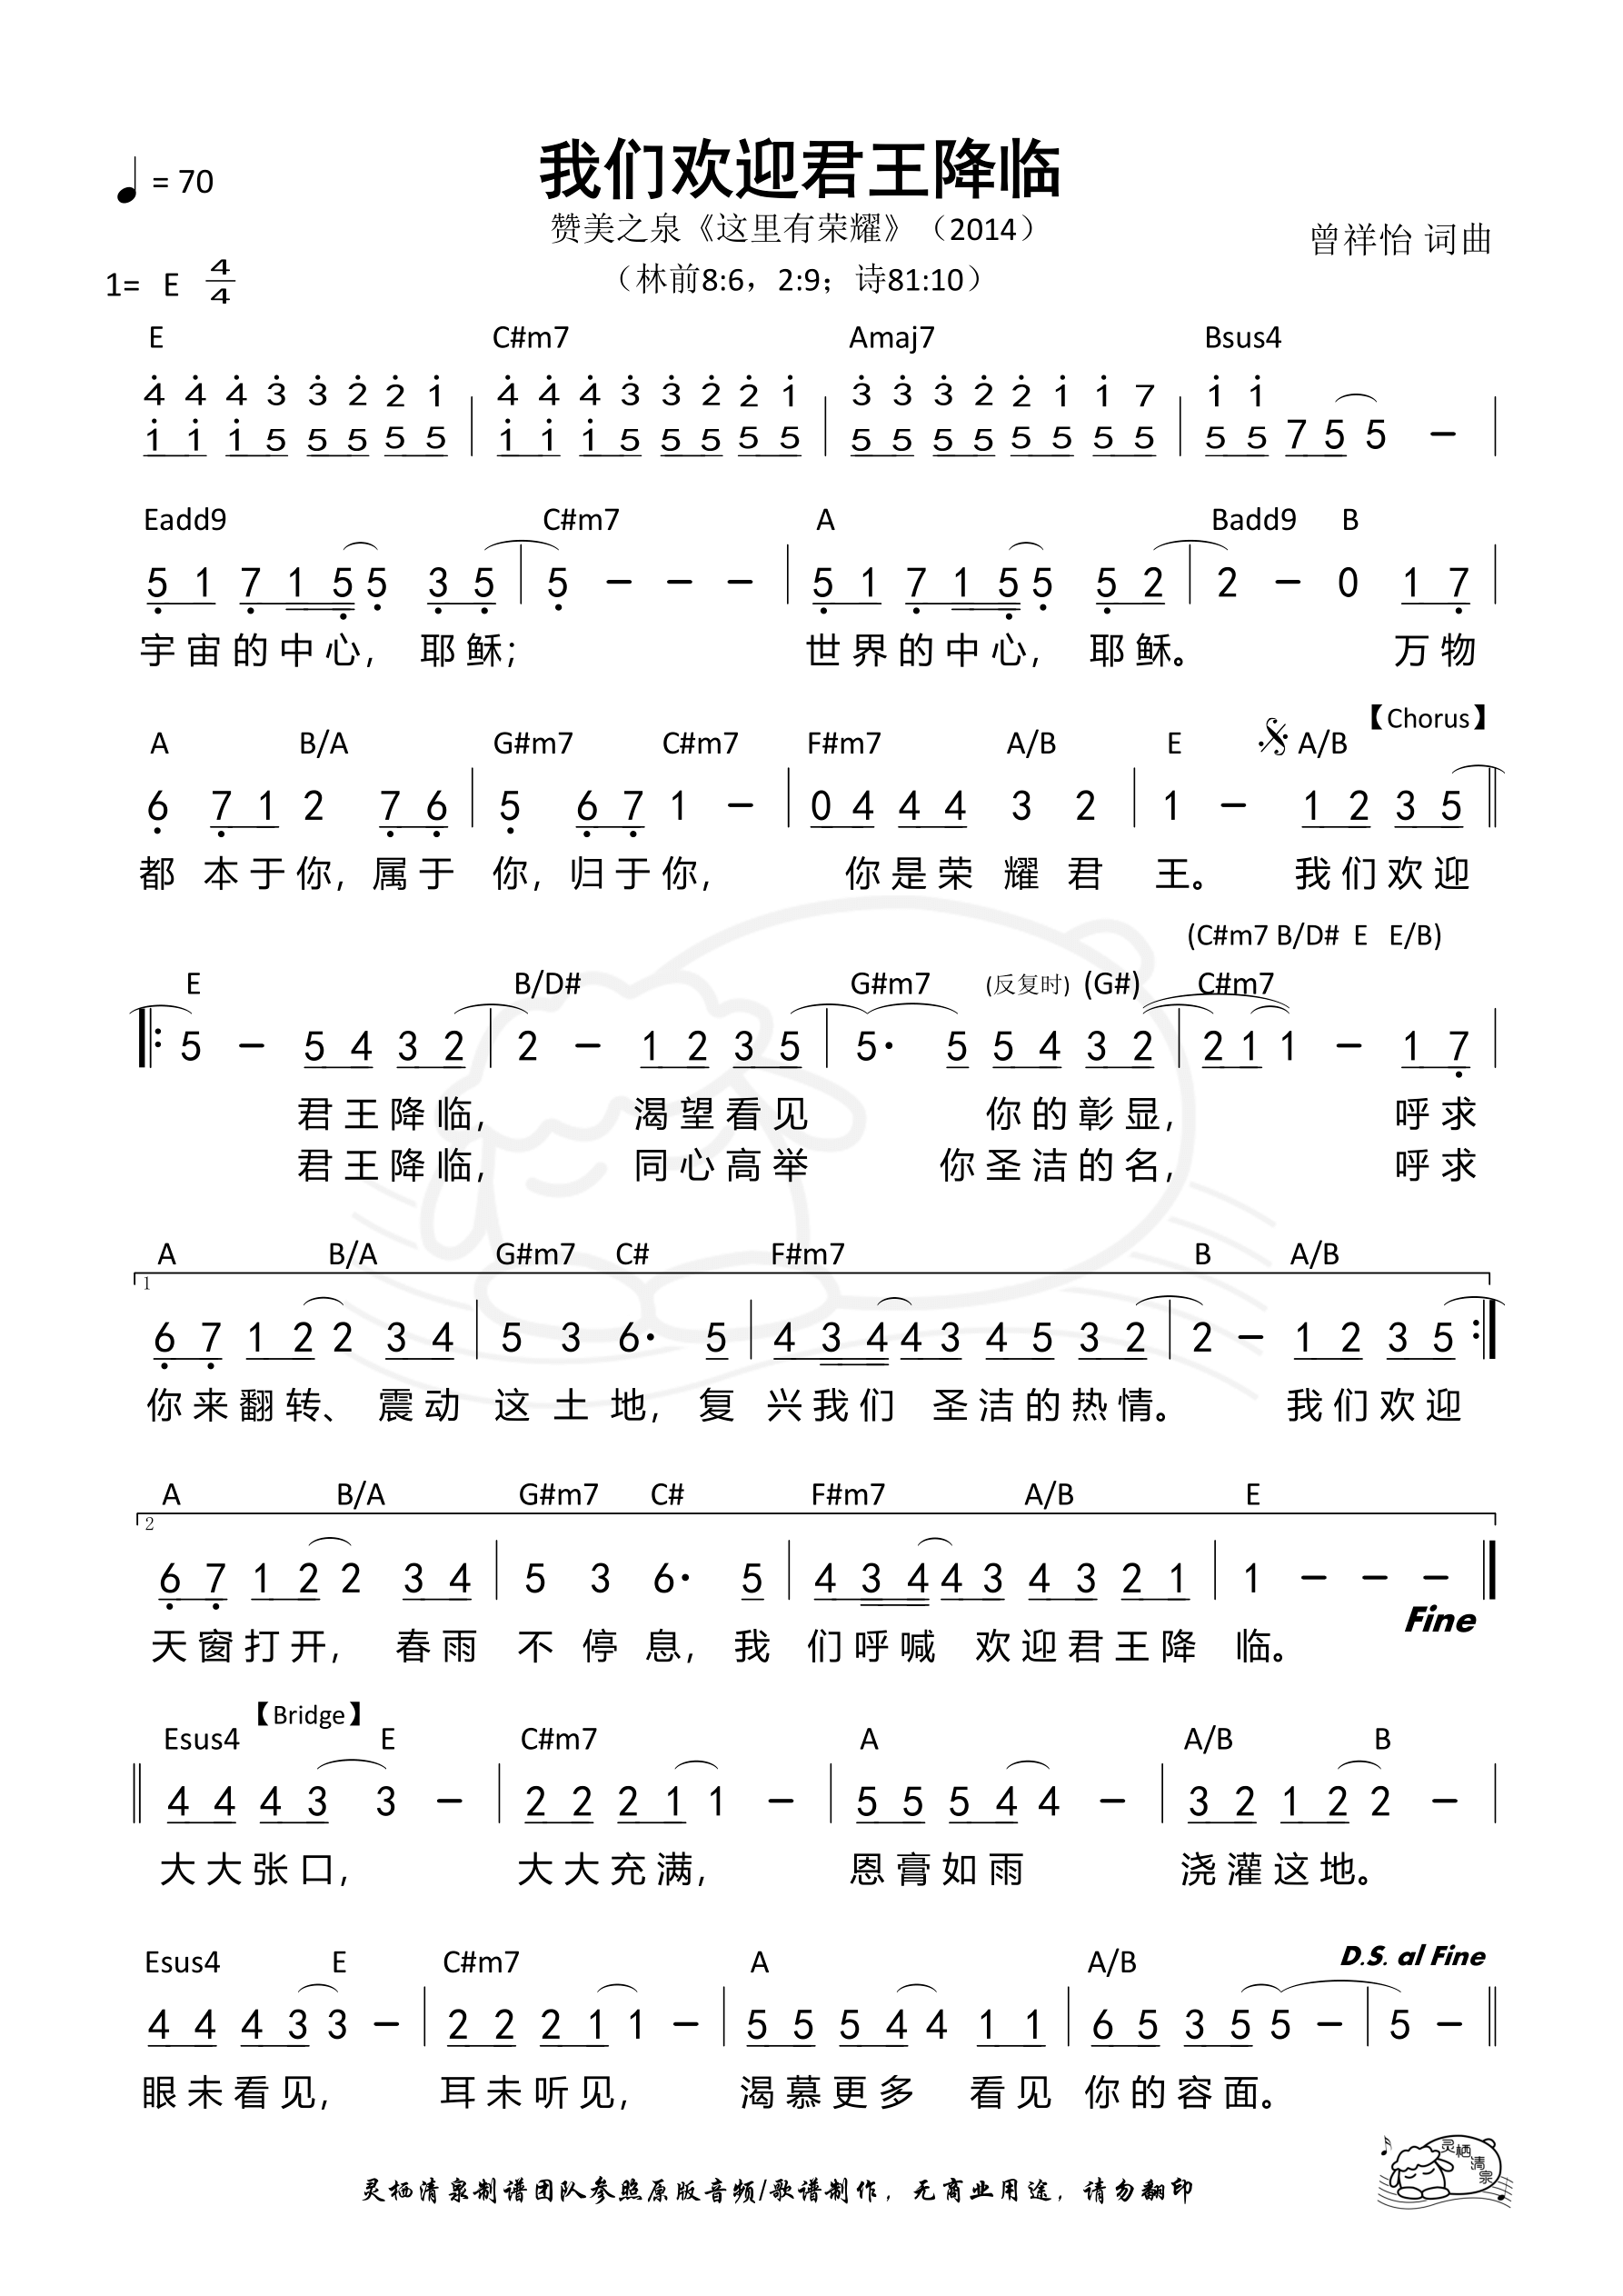 我们欢迎君王降临
= 70
赞美之泉《这里有荣耀》（2014）
曾祥怡 词曲
（林前8:6，2:9；诗81:10）
1= E 4/4
E C#m7 Amaj7 Bsus4
4 4 4 3 3 2 2 1 | 4 4 4 3 3 2 2 1 | 3 3 3 2 2 1 1 7 | 1 1
1 1 1 5 5 5 5 5 | 1 1 1 5 5 5 5 5 | 5 5 5 5 5 5 5 5 | 5 5 7 5 5 － |
Eadd9 C#m7 A Badd9 B
5 1 7 1 5 5 3 5 | 5 － － － | 5 1 7 1 5 5 5 2 | 2 － 0 1 7 |
宇宙的中心， 耶稣； 世界的中心， 耶稣。 万物
【Chorus】
A B/A G#m7 C#m7 F#m7 A/B E A/B
6 7 1 2 7 6 | 5 6 7 1 － | 0 4 4 4 3 2 | 1 － 1 2 3 5 ||
都 本于你，属于 你，归于你， 你是荣 耀 君 王。 我们欢迎
(C#m7 B/D# E E/B)
E B/D# G#m7 (反复时) (G#) C#m7
|: 5 － 5 4 3 2 | 2 － 1 2 3 5 | 5· 5 5 4 3 2 | 2 1 1 － 1 7 |
君王降临， 渴望看见 你的彰显， 呼求
君王降临， 同心高举 你圣洁的名， 呼求
A B/A G#m7 C# F#m7 B A/B
1
6 7 1 2 2 3 4 | 5 3 6· 5 | 4 3 4 4 3 4 5 3 2 | 2 － 1 2 3 5 :|
你来翻转、 震动 这 土 地， 复 兴我们 圣洁的热情。 我们欢迎
A B/A G#m7 C# F#m7 A/B E
2
6 7 1 2 2 3 4 | 5 3 6· 5 | 4 3 4 4 3 4 3 2 1 | 1 － － － ||
Fine
天窗打开， 春雨 不 停 息， 我 们呼喊 欢迎君王降 临。
【Bridge】
Esus4 E C#m7 A A/B B
|| 4 4 4 3 3 － | 2 2 2 1 1 － | 5 5 5 4 4 － | 3 2 1 2 2 － |
大大张口， 大大充满， 恩膏如雨 浇灌这地。
Esus4 E C#m7 A A/B D.S. al Fine
4 4 4 3 3 － | 2 2 2 1 1 － | 5 5 5 4 4 1 1 | 6 5 3 5 5 － | 5 － ||
眼未看见， 耳未听见， 渴慕更多 看见 你的容面。
灵栖清泉
灵栖清泉制谱团队参照原版音频/歌谱制作，无商业用途，请勿翻印